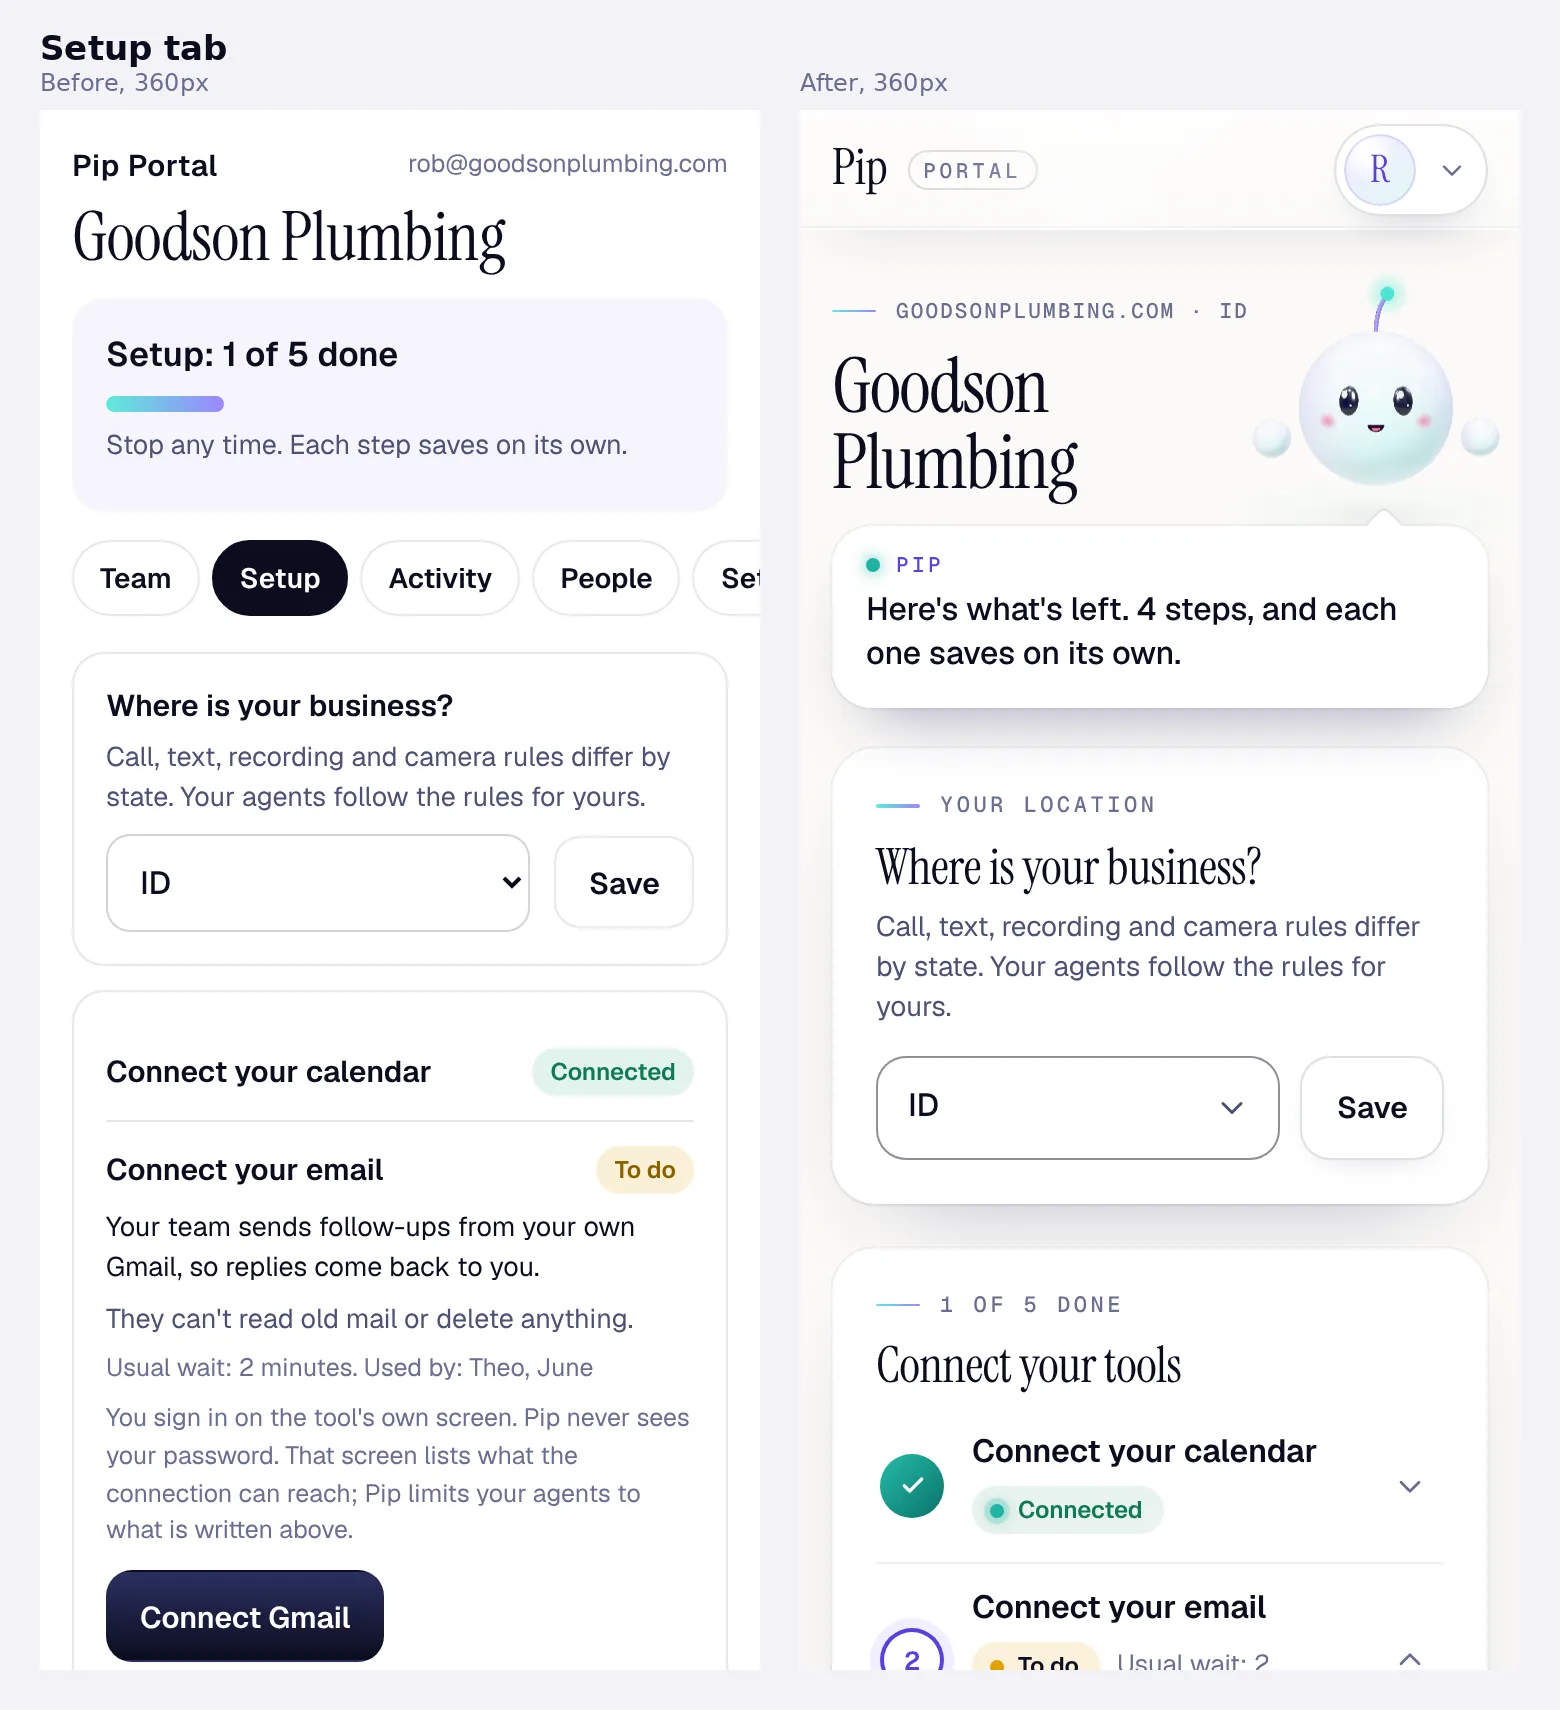 Setup tab
Before, 360px
Pip Portal
rob@goodsonplumbing.com
Goodson Plumbing
Setup: 1 of 5 done
Stop any time. Each step saves on its own.
Team
Setup
Activity
People
Set
Where is your business?
Call, text, recording and camera rules differ by
state. Your agents follow the rules for yours.
ID
Save
Connect your calendar
Connected
Connect your email
To do
Your team sends follow-ups from your own
Gmail, so replies come back to you.
They can't read old mail or delete anything.
Usual wait: 2 minutes. Used by: Theo, June
You sign in on the tool's own screen. Pip never sees
your password. That screen lists what the
connection can reach; Pip limits your agents to
what is written above.
Connect Gmail
After, 360px
Pip
PORTAL
R
GOODSONPLUMBING.COM · ID
Goodson
Plumbing
PIP
Here's what's left. 4 steps, and each
one saves on its own.
YOUR LOCATION
Where is your business?
Call, text, recording and camera rules differ
by state. Your agents follow the rules for
yours.
ID
Save
1 OF 5 DONE
Connect your tools
Connect your calendar
Connected
Connect your email
2
To do
Usual wait: 2